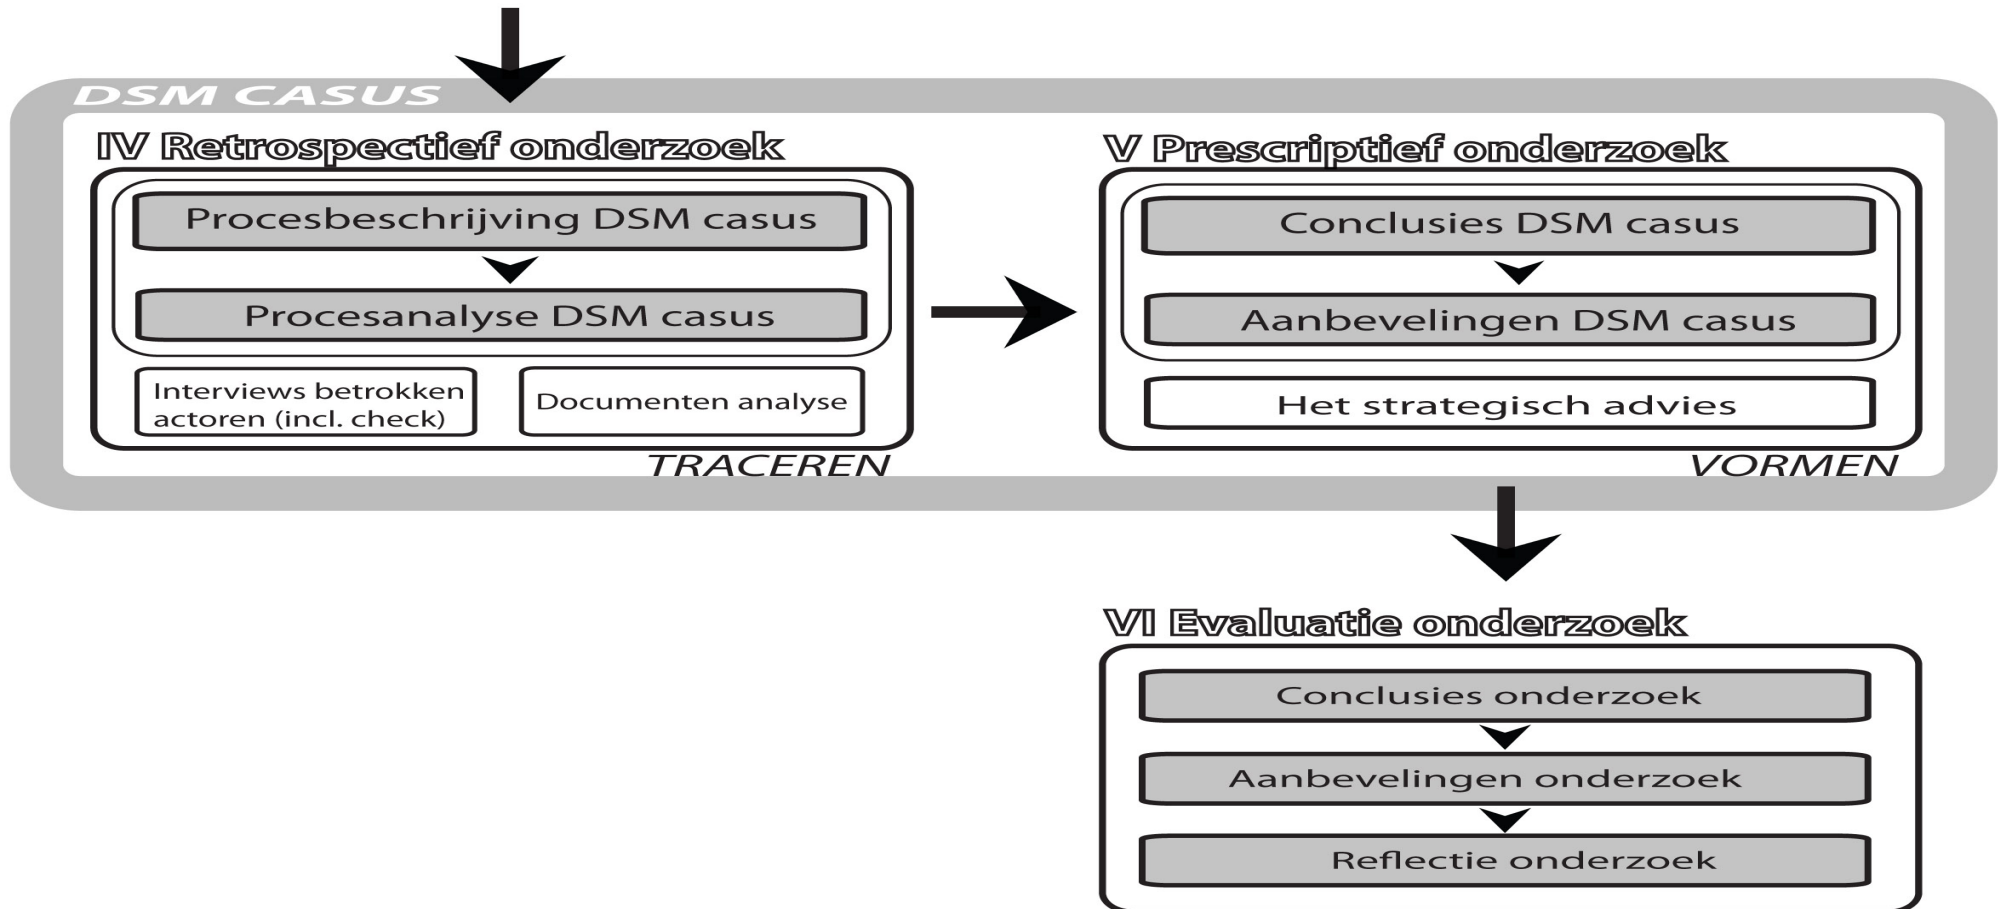 DSM CASUS
IV Retrospectief onderzoek
Procesbeschrijving DSM casus
Procesanalyse DSM casus
Interviews betrokken
actoren (incl. check)
Documenten analyse
TRACEREN
V Prescriptief onderzoek
Conclusies DSM casus
Aanbevelingen DSM casus
Het strategisch advies
VORMEN
VI Evaluatie onderzoek
Conclusies onderzoek
Aanbevelingen onderzoek
Reflectie onderzoek